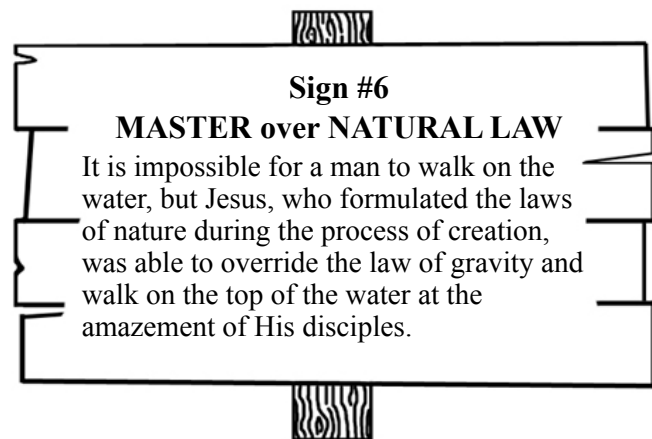 Sign #6
MASTER over NATURAL LAW
It is impossible for a man to walk on the
water, but Jesus, who formulated the laws
of nature during the process of creation,
was able to override the law of gravity and
walk on the top of the water at the
amazement of His disciples.